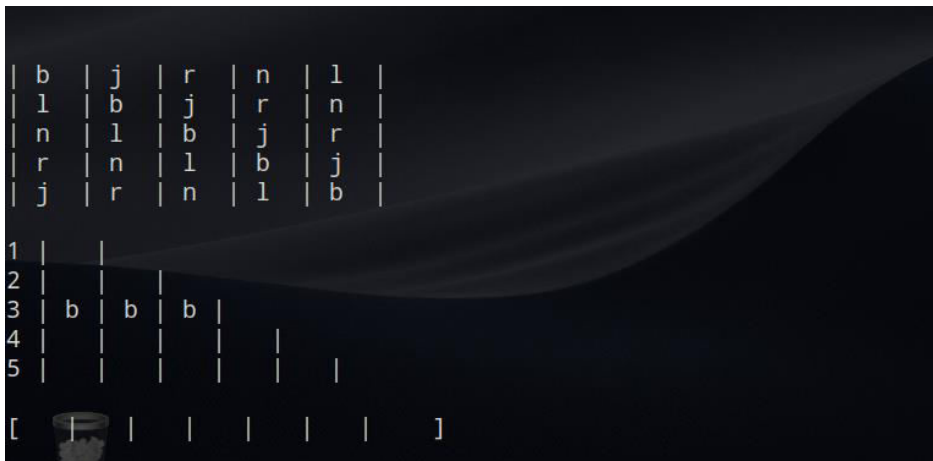 | b | j | r | n | l |
| l | b | j | r | n |
| n | l | b | j | r |
| r | n | l | b | j |
| j | r | n | l | b |
1 | |
2 | | |
3 | b | b | b |
4 | | | | |
5 | | | | | |
[ | | | | | | ]